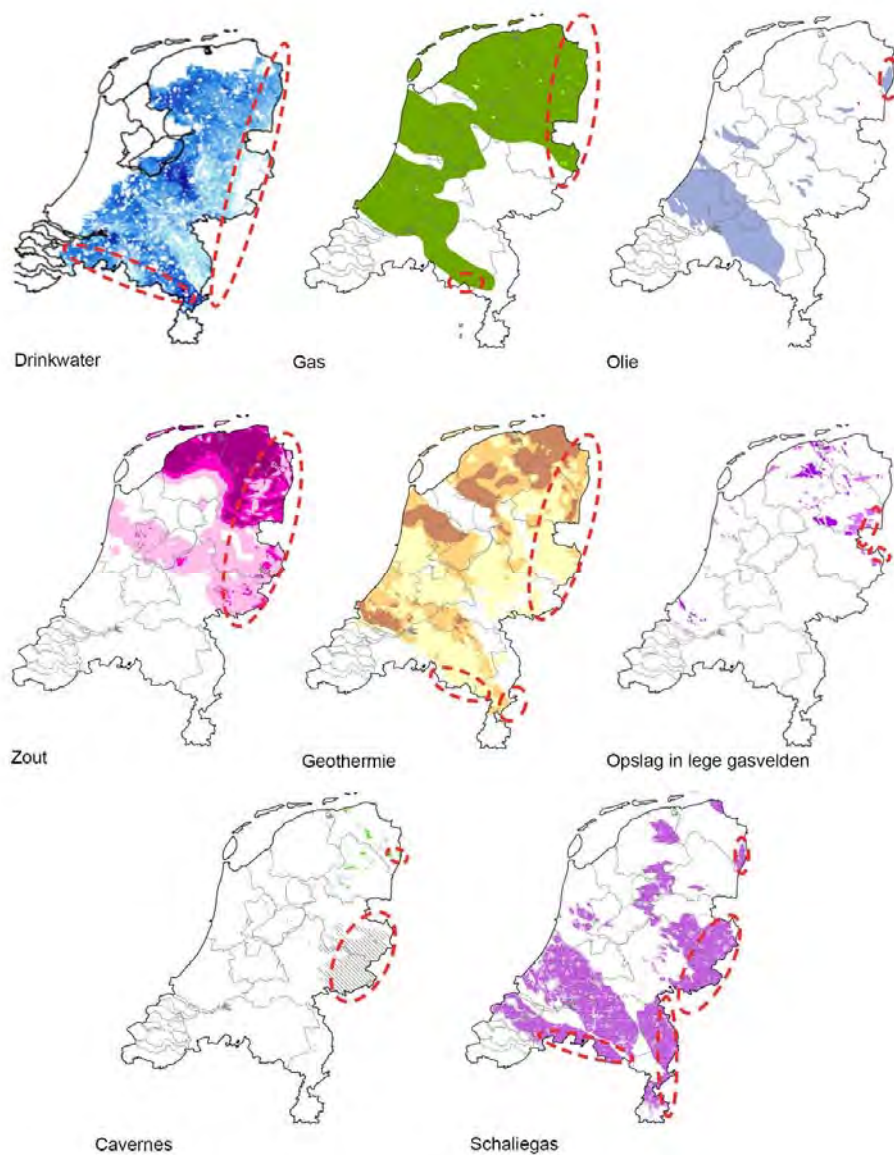 Drinkwater
Gas
Olie
Zout
Geothermie
Opslag in lege gasvelden
Cavernes
Schaliegas